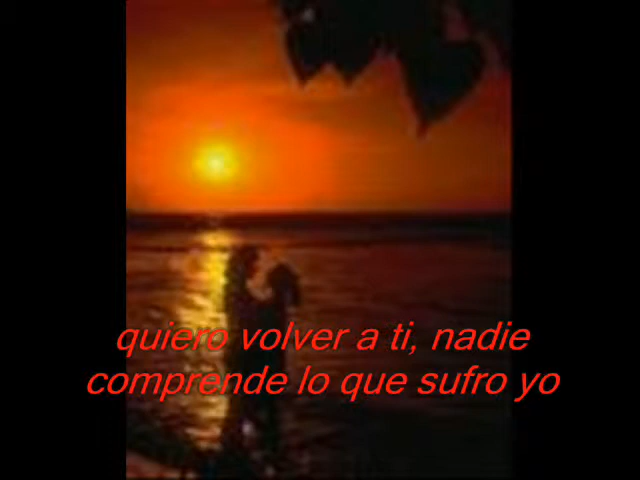 quiero volver a ti, nadie
comprende lo que sufro yo